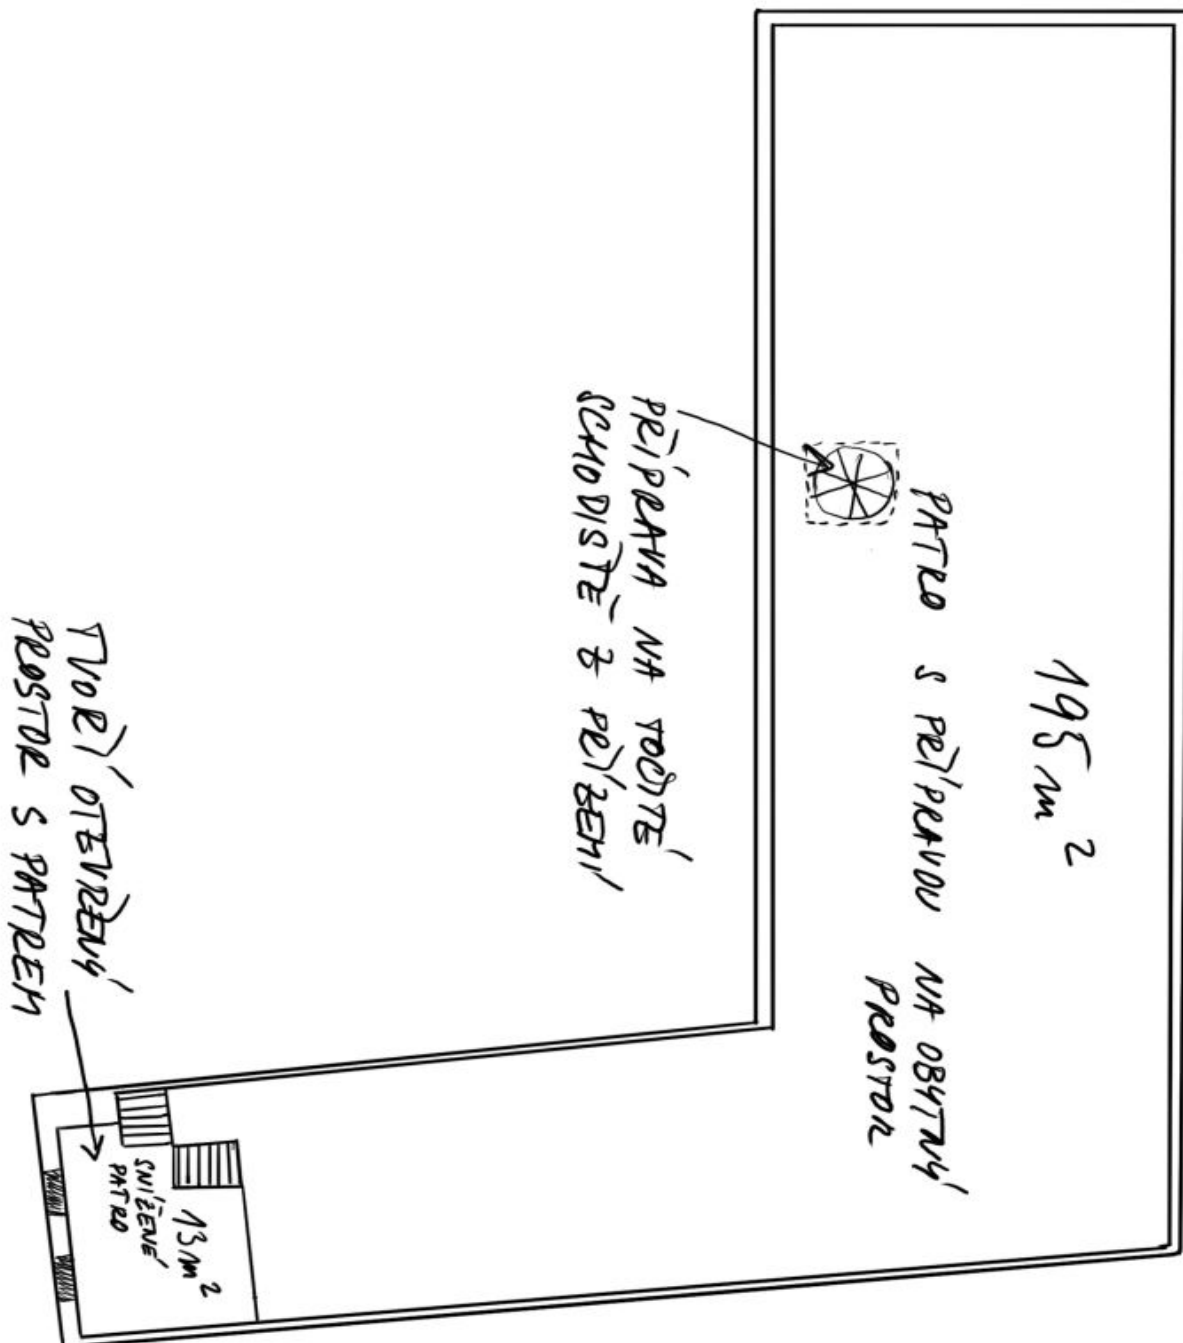 195 m²
PATRO S PŘÍPRAVOU NA OBYTNÝ
PROSTOR
PŘÍPRAVA NA TOČITÉ
SCHODIŠTĚ Z PŘÍZEMÍ
13 m²
SNÍŽENÉ
PATRO
TVOŘÍ OTEVŘENÝ
PROSTOR S PATREM